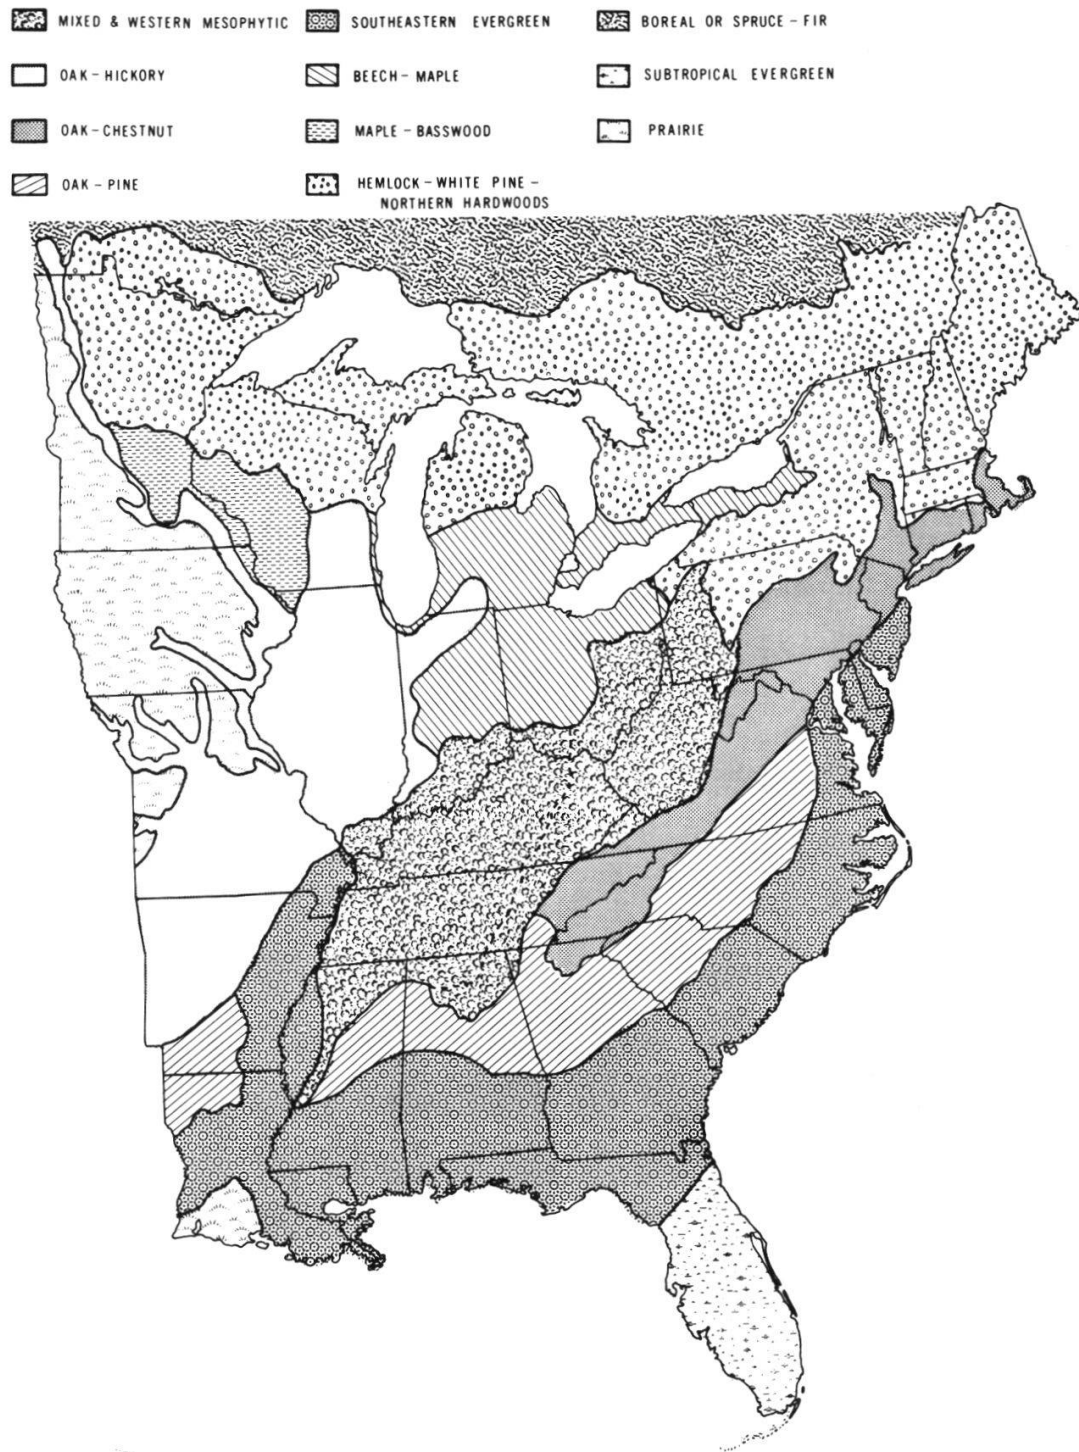 MIXED & WESTERN MESOPHYTIC
SOUTHEASTERN EVERGREEN
BOREAL OR SPRUCE-FIR
OAK-HICKORY
BEECH-MAPLE
SUBTROPICAL EVERGREEN
OAK-CHESTNUT
MAPLE-BASSWOOD
PRAIRIE
OAK-PINE
HEMLOCK-WHITE PINE-
NORTHERN HARDWOODS